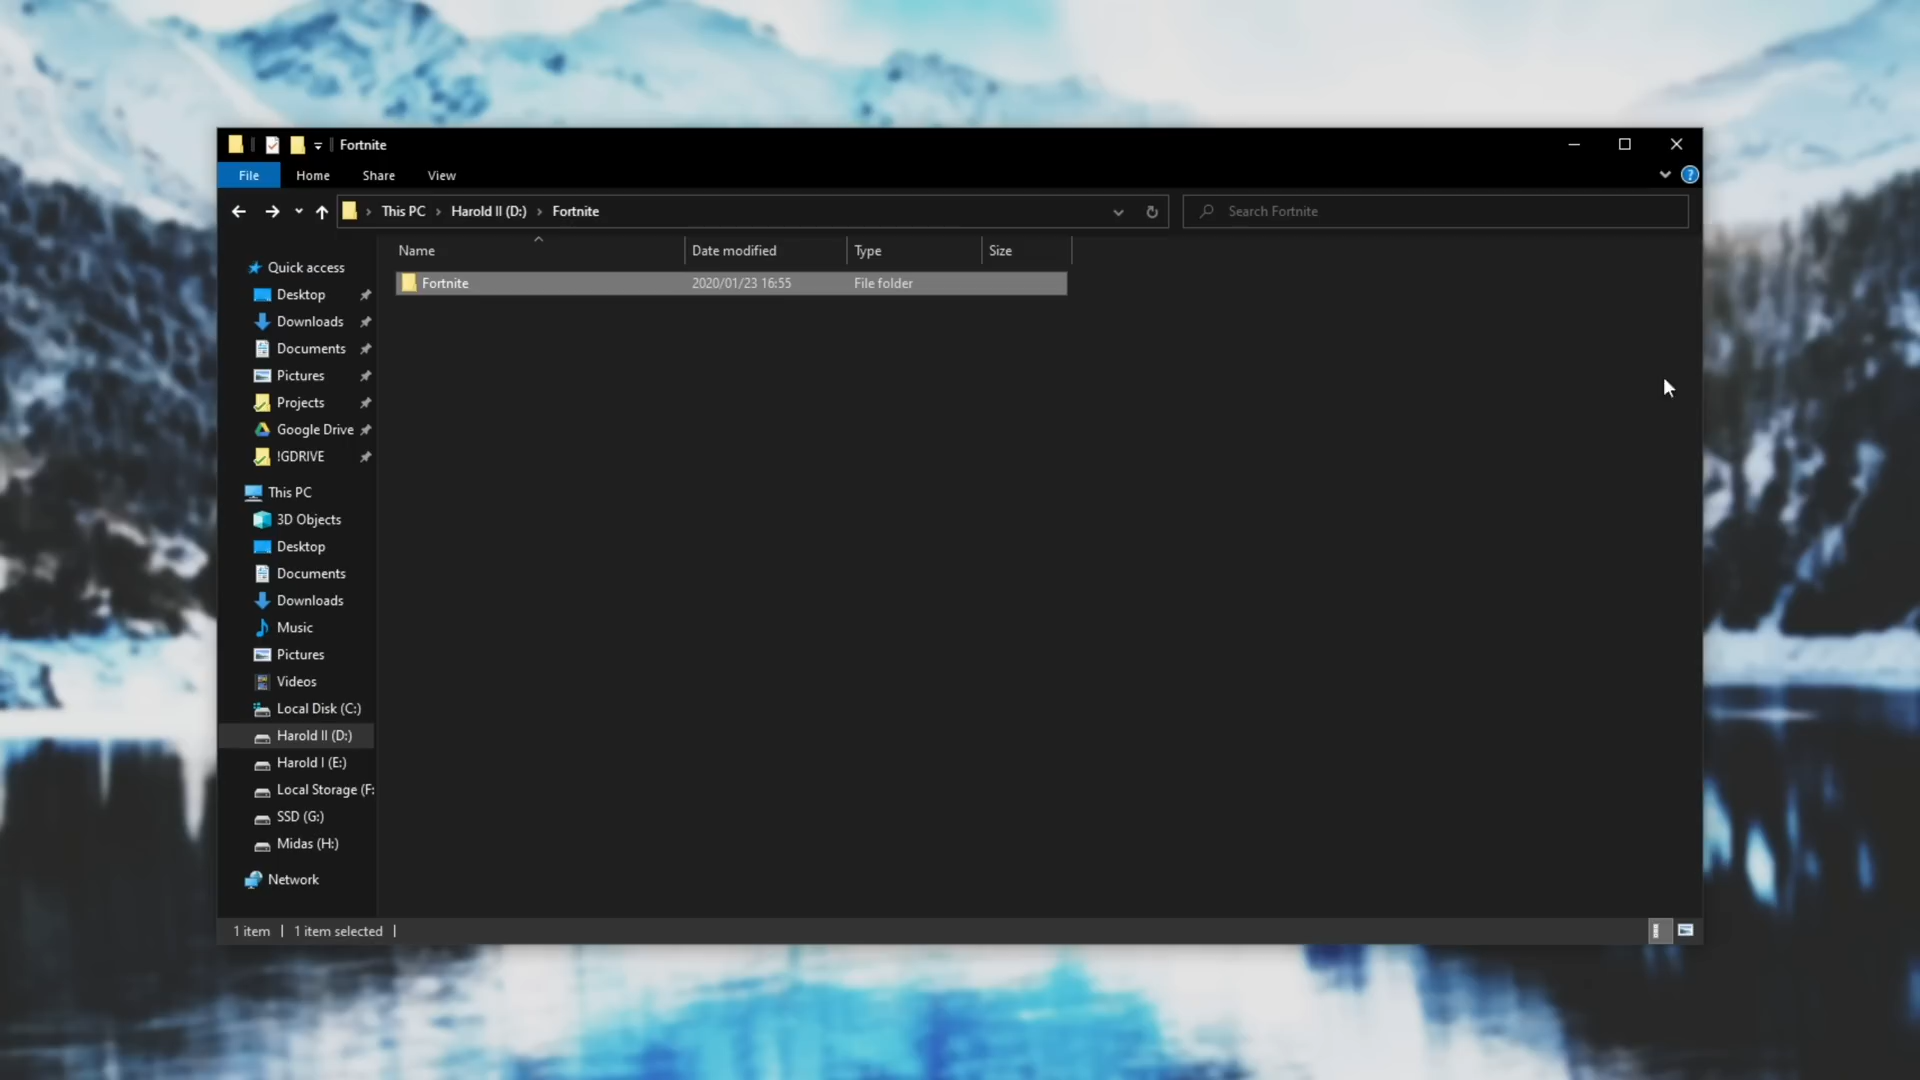 Fortnite
File Home Share View
This PC Harold II (D:) Fortnite Search Fortnite
Name Date modified Type Size
Fortnite 2020/01/23 16:55 File folder
Quick access
Desktop
Downloads
Documents
Pictures
Projects
Google Drive
!GDRIVE
This PC
3D Objects
Desktop
Documents
Downloads
Music
Pictures
Videos
Local Disk (C:)
Harold II (D:)
Harold I (E:)
Local Storage (F:
SSD (G:)
Midas (H:)
Network
1 item 1 item selected